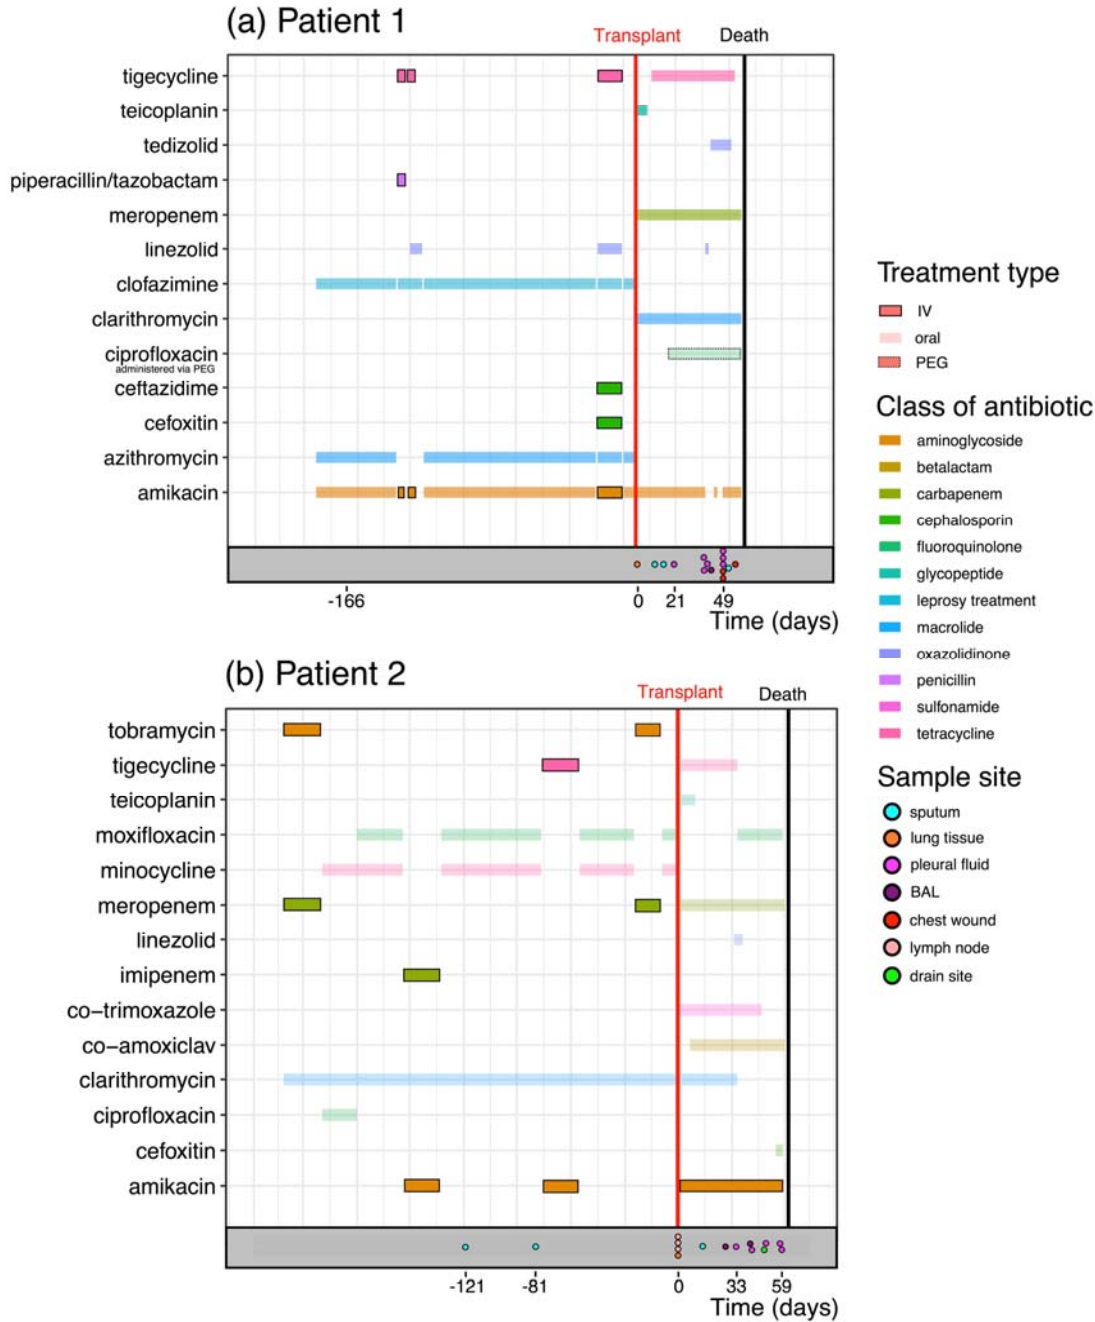 (a) Patient 1
Transplant Death
tigecycline
teicoplanin
tedizolid
piperacillin/tazobactam
meropenem
linezolid
clofazimine
clarithromycin
ciprofloxacin
administered via PEG
ceftazidime
cefoxitin
azithromycin
amikacin
-166 0 21 49
Time (days)
Treatment type
IV
oral
PEG
Class of antibiotic
aminoglycoside
betalactam
carbapenem
cephalosporin
fluoroquinolone
glycopeptide
leprosy treatment
macrolide
oxazolidinone
penicillin
sulfonamide
tetracycline
Sample site
sputum
lung tissue
pleural fluid
BAL
chest wound
lymph node
drain site
(b) Patient 2
Transplant Death
tobramycin
tigecycline
teicoplanin
moxifloxacin
minocycline
meropenem
linezolid
imipenem
co-trimoxazole
co-amoxiclav
clarithromycin
ciprofloxacin
cefoxitin
amikacin
-121 -81 0 33 59
Time (days)